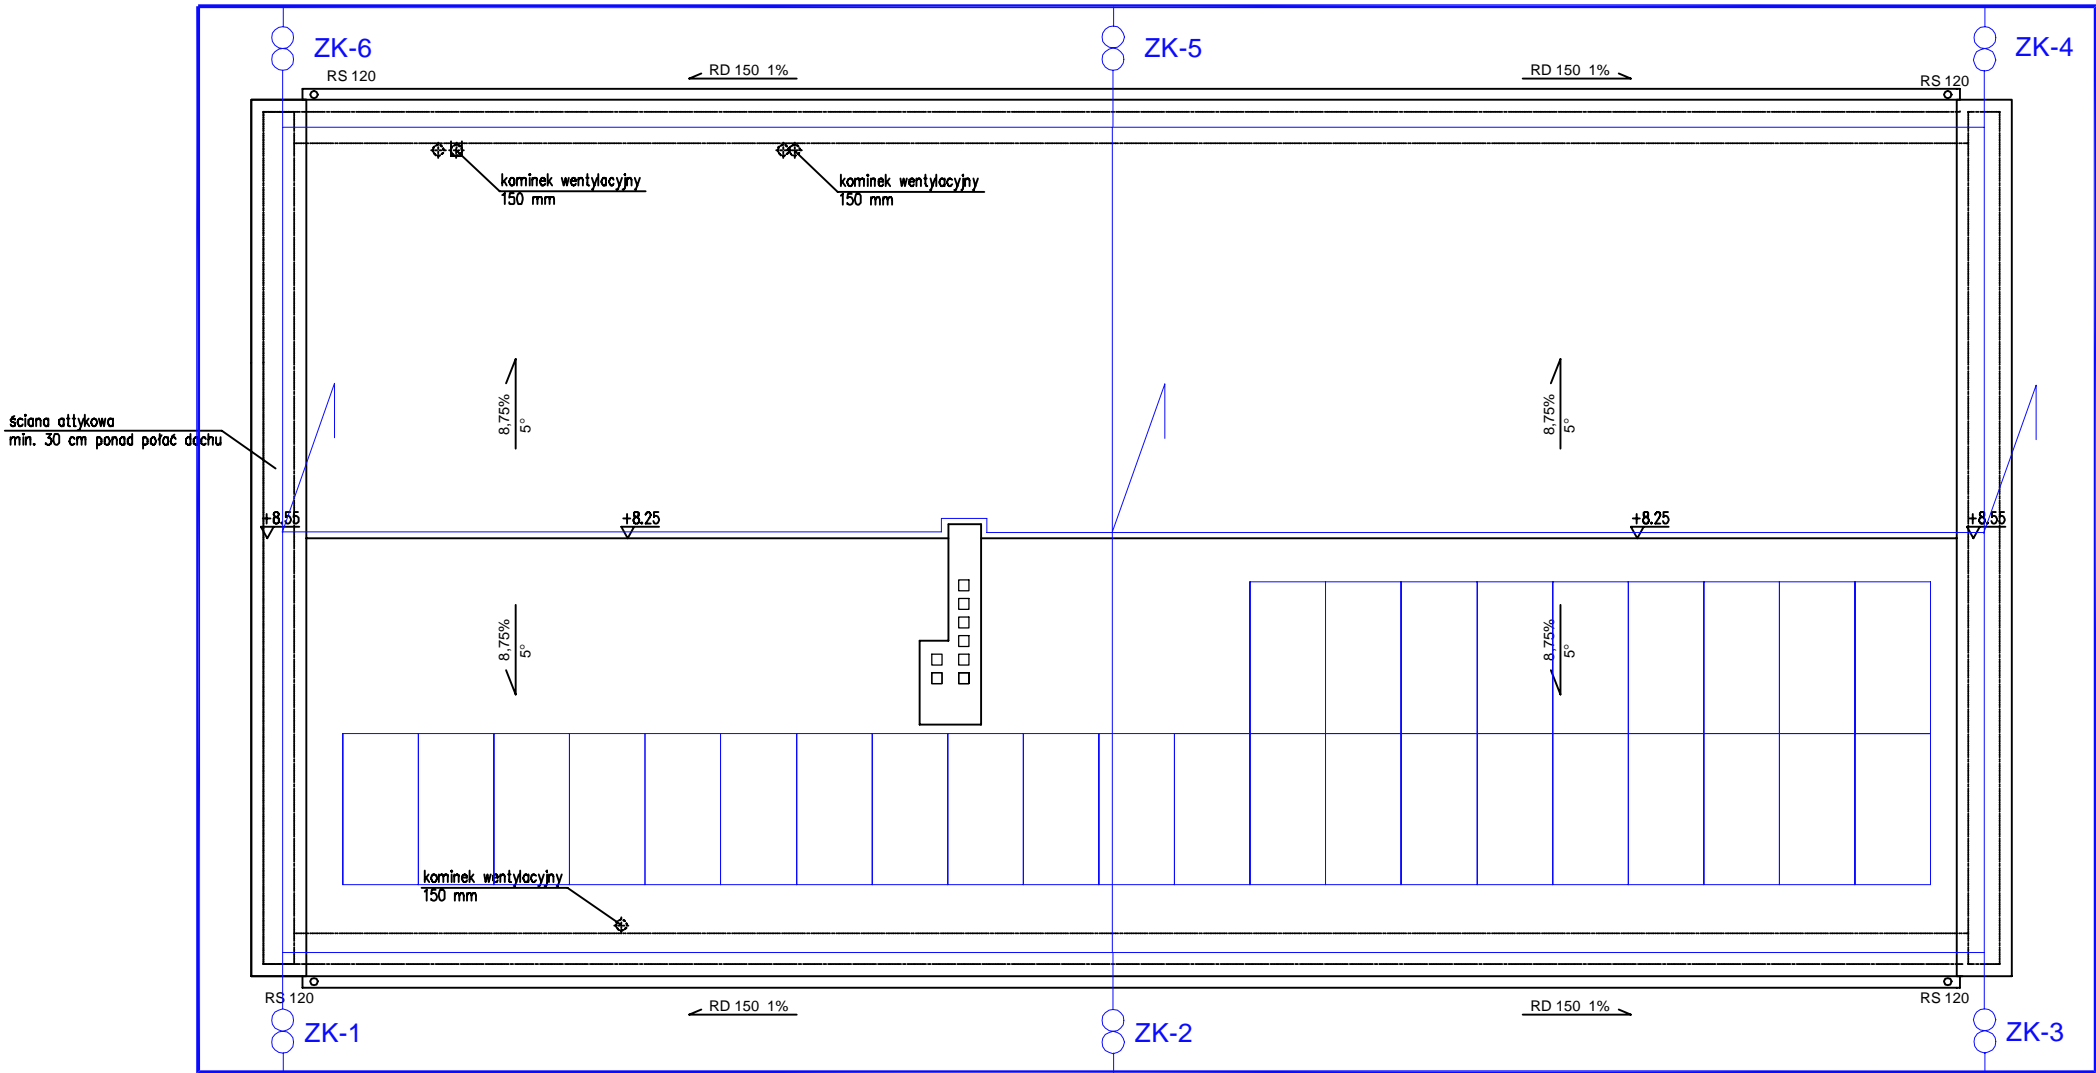 ZK-6
ZK-5
ZK-4
RS 120
RD 150 1%
RD 150 1%
RS 120
kominek wentylacyjny
150 mm
kominek wentylacyjny
150 mm
8,75%
5°
8,75%
5°
ściana attykowa
min. 30 cm ponad połać dachu
+8.55
+8.25
+8.25
+8.55
8,75%
5°
8,75%
5°
kominek wentylacyjny
150 mm
RS 120
RD 150 1%
RD 150 1%
RS 120
ZK-1
ZK-2
ZK-3